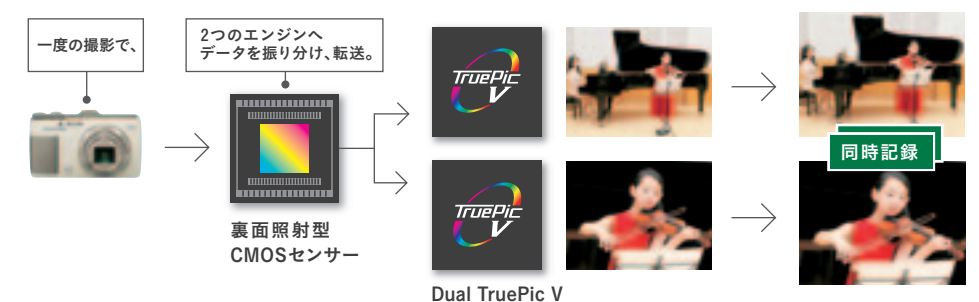 一度の撮影で、
2つのエンジンへ
データを振り分け、転送。
TruePic
V
TruePic
V
同時記録
裏面照射型
CMOSセンサー
Dual TruePic V